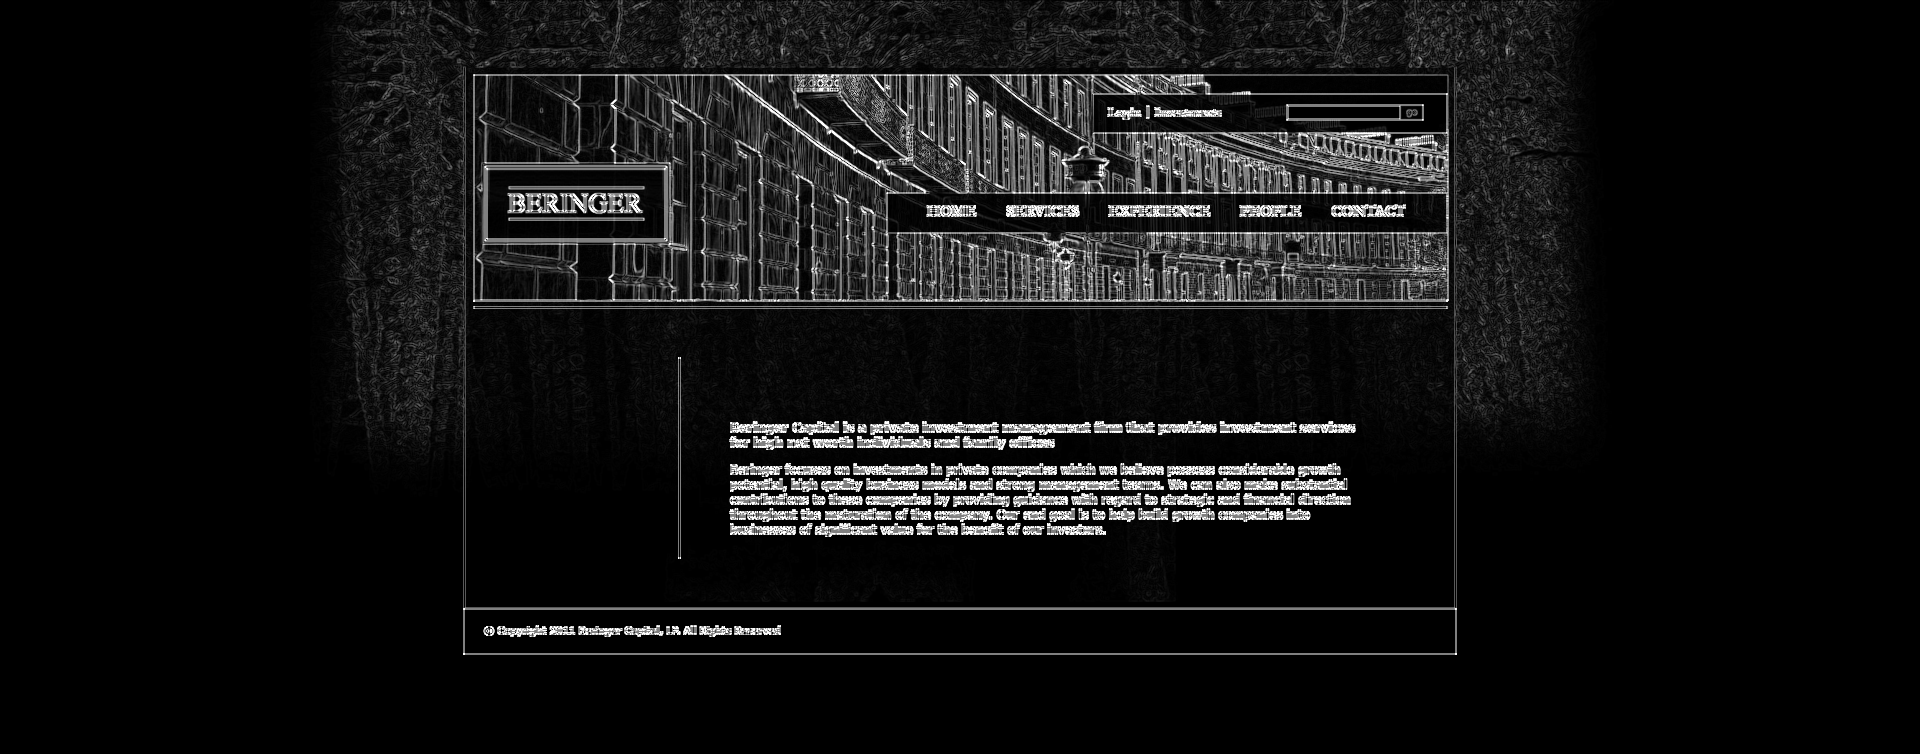 Login | Investments
go
BERINGER
HOME SERVICES EXPERIENCE PEOPLE CONTACT
Beringer Capital is a private investment management firm that provides investment services
for high net worth individuals and family offices
Beringer focuses on investments in private companies which we believe possess considerable growth
potential, high quality business models and strong management teams. We can also make substantial
contributions to these companies by providing guidance with regard to strategic and financial direction
throughout the maturation of the company. Our end goal is to help build growth companies into
businesses of significant value for the benefit of our investors.
© Copyright 2011 Beringer Capital, LP. All Rights Reserved